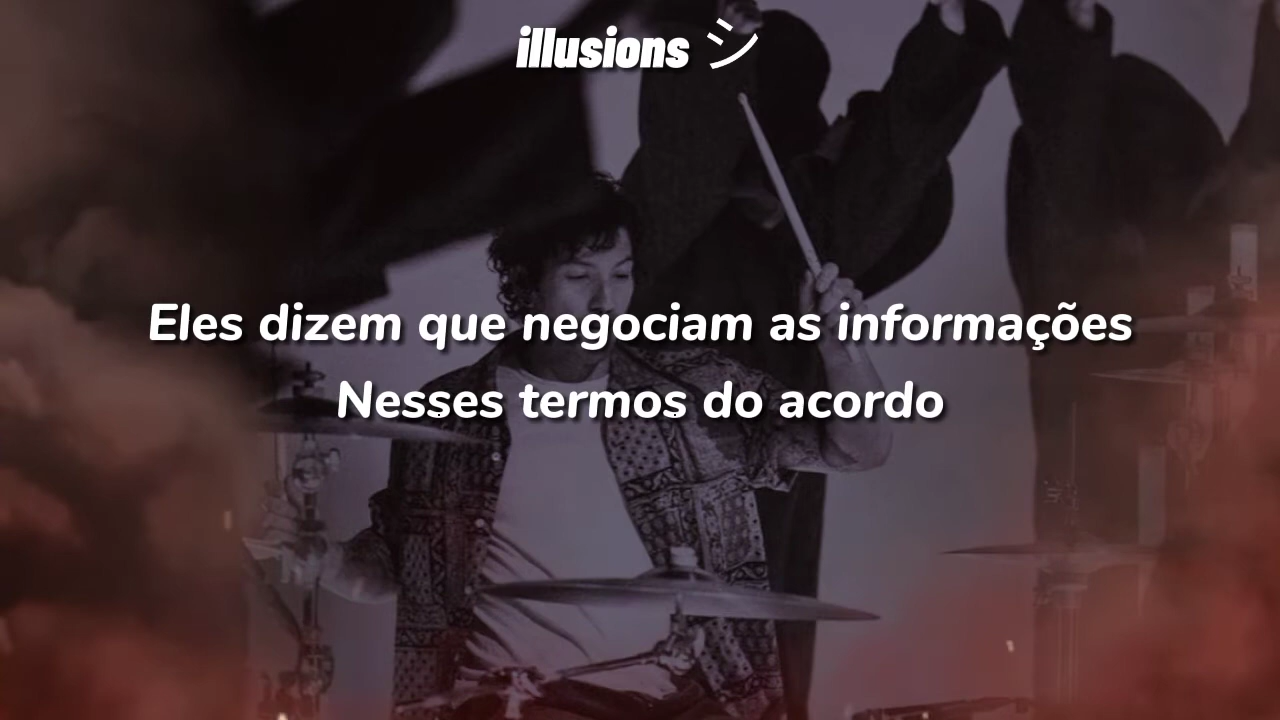 illusions シ
Eles dizem que negociam as informações
Nesses termos do acordo